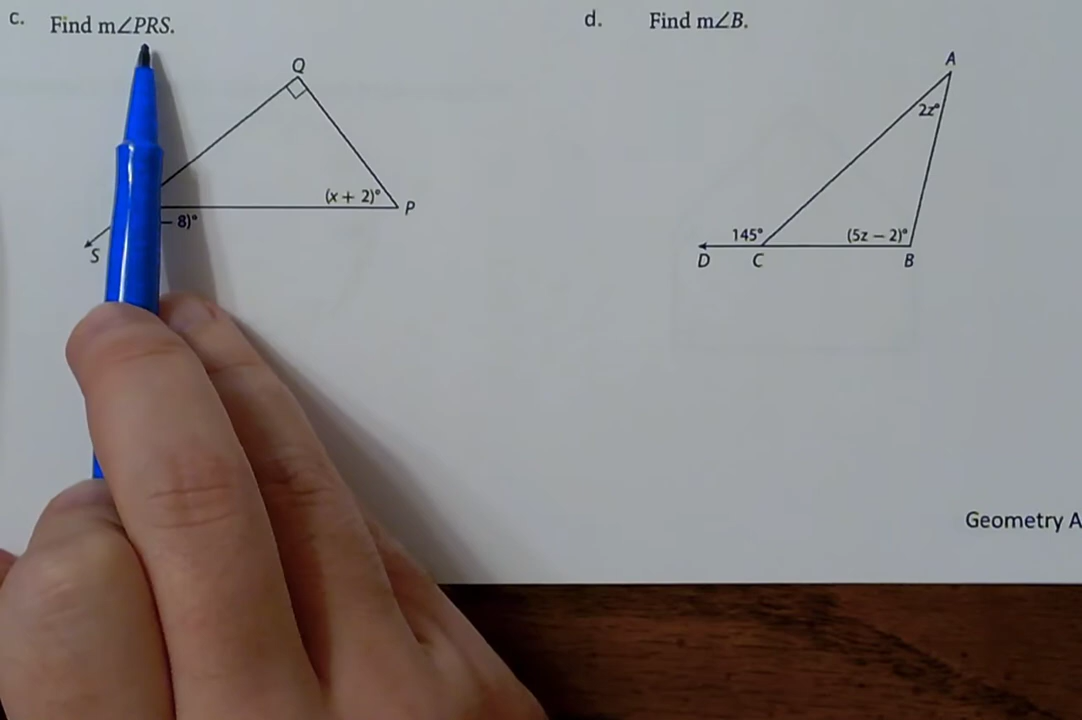 c. Find m∠PRS.
d. Find m∠B.
Q
(x + 2)°
P
– 8)°
S
A
2z°
145°
(5z – 2)°
D
C
B
Geometry A